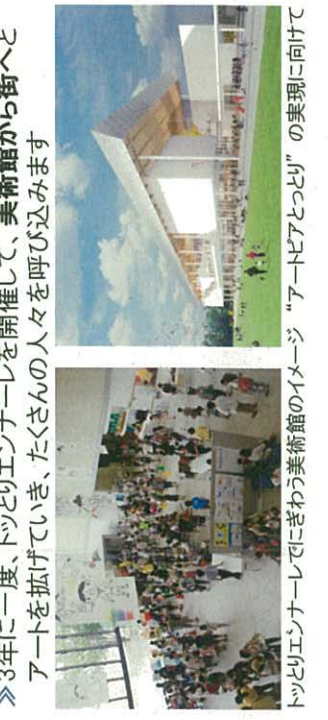 ≫3年に一度、トッとりエンナーレを開催して、美術館から街へと
アートを拡げていき、たくさんの人々を呼び込みます
トッとりエンナーレでにぎわう美術館のイメージ “アートピアとっとり” の実現に向けて